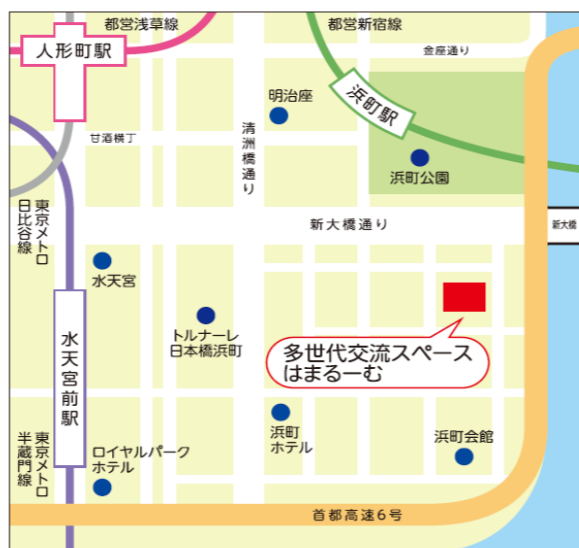 都営浅草線
都営新宿線
人形町駅
金座通り
明治座
浜町駅
清洲橋通り
甘酒横丁
浜町公園
東京メトロ
日比谷線
新大橋通り
新大橋
水天宮
トルナーレ
日本橋浜町
多世代交流スペース
はまるーむ
水天宮前駅
浜町
ホテル
浜町会館
東京メトロ
半蔵門線
ロイヤルパーク
ホテル
首都高速6号